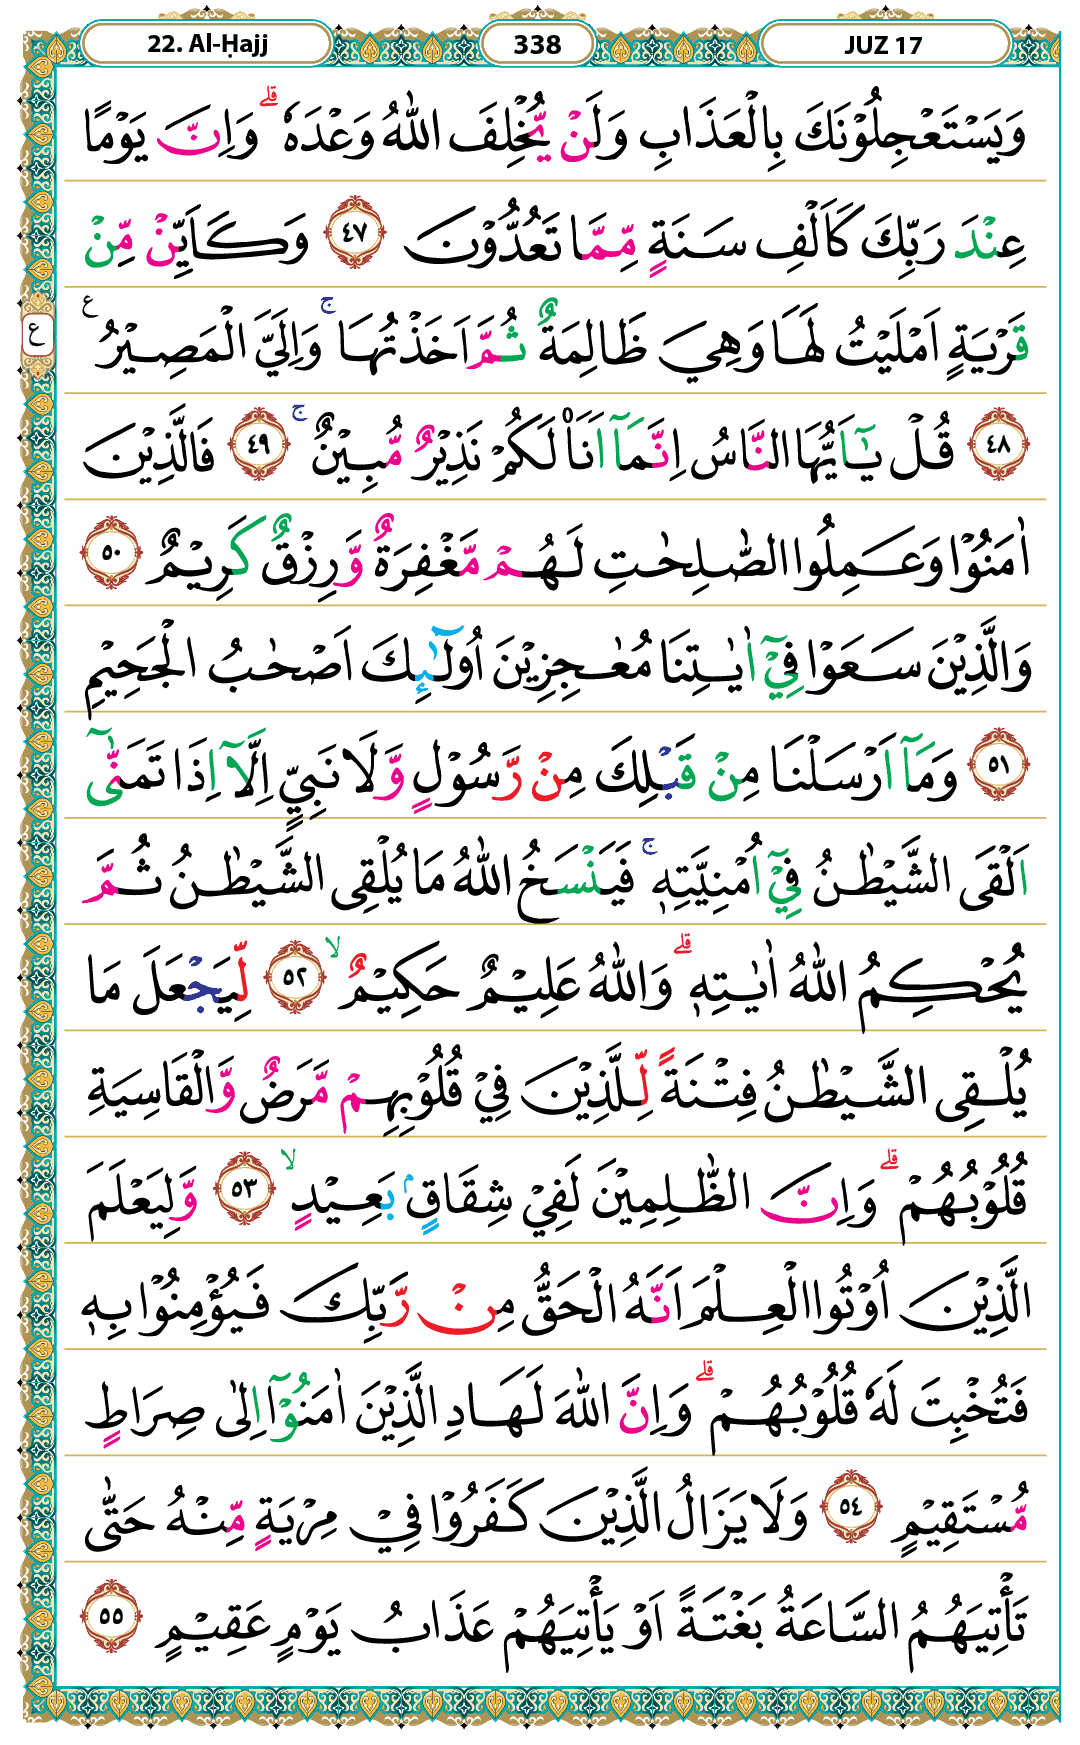 22. Al-Ḥajj 338 JUZ 17
وَيَسْتَعْجِلُوْنَكَ بِالْعَذَابِ وَلَنْ يُّخْلِفَ اللّٰهُ وَعْدَهٗ ۗ وَاِنَّ يَوْمًا
عِنْدَ رَبِّكَ كَاَلْفِ سَنَةٍ مِّمَّا تَعُدُّوْنَ ٤٧ وَكَاَيِّنْ مِّنْ
قَرْيَةٍ اَمْلَيْتُ لَهَا وَهِيَ ظَالِمَةٌ ثُمَّ اَخَذْتُهَا ۚ وَاِلَيَّ الْمَصِيْرُ ࣖ
ع
٤٨ قُلْ يٰٓاَيُّهَا النَّاسُ اِنَّمَآ اَنَا۠ لَكُمْ نَذِيْرٌ مُّبِيْنٌ ۚ ٤٩ فَالَّذِيْنَ
اٰمَنُوْا وَعَمِلُوا الصّٰلِحٰتِ لَهُمْ مَّغْفِرَةٌ وَّرِزْقٌ كَرِيْمٌ ٥٠
وَالَّذِيْنَ سَعَوْا فِيْٓ اٰيٰتِنَا مُعٰجِزِيْنَ اُولٰۤىِٕكَ اَصْحٰبُ الْجَحِيْمِ
٥١ وَمَآ اَرْسَلْنَا مِنْ قَبْلِكَ مِنْ رَّسُوْلٍ وَّلَا نَبِيٍّ اِلَّآ اِذَا تَمَنّٰىٓ
اَلْقَى الشَّيْطٰنُ فِيْٓ اُمْنِيَّتِهٖ ۚ فَيَنْسَخُ اللّٰهُ مَا يُلْقِى الشَّيْطٰنُ ثُمَّ
يُحْكِمُ اللّٰهُ اٰيٰتِهٖ ۗ وَاللّٰهُ عَلِيْمٌ حَكِيْمٌ ۙ ٥٢ لِّيَجْعَلَ مَا
يُلْقِى الشَّيْطٰنُ فِتْنَةً لِّلَّذِيْنَ فِيْ قُلُوْبِهِمْ مَّرَضٌ وَّالْقَاسِيَةِ
قُلُوْبُهُمْ ۗ وَاِنَّ الظّٰلِمِيْنَ لَفِيْ شِقَاقٍۢ بَعِيْدٍ ۙ ٥٣ وَّلِيَعْلَمَ
الَّذِيْنَ اُوْتُوا الْعِلْمَ اَنَّهُ الْحَقُّ مِنْ رَّبِّكَ فَيُؤْمِنُوْا بِهٖ
فَتُخْبِتَ لَهٗ قُلُوْبُهُمْ ۗ وَاِنَّ اللّٰهَ لَهَادِ الَّذِيْنَ اٰمَنُوْٓا اِلٰى صِرَاطٍ
مُّسْتَقِيْمٍ ٥٤ وَلَا يَزَالُ الَّذِيْنَ كَفَرُوْا فِيْ مِرْيَةٍ مِّنْهُ حَتّٰى
تَأْتِيَهُمُ السَّاعَةُ بَغْتَةً اَوْ يَأْتِيَهُمْ عَذَابُ يَوْمٍ عَقِيْمٍ ٥٥